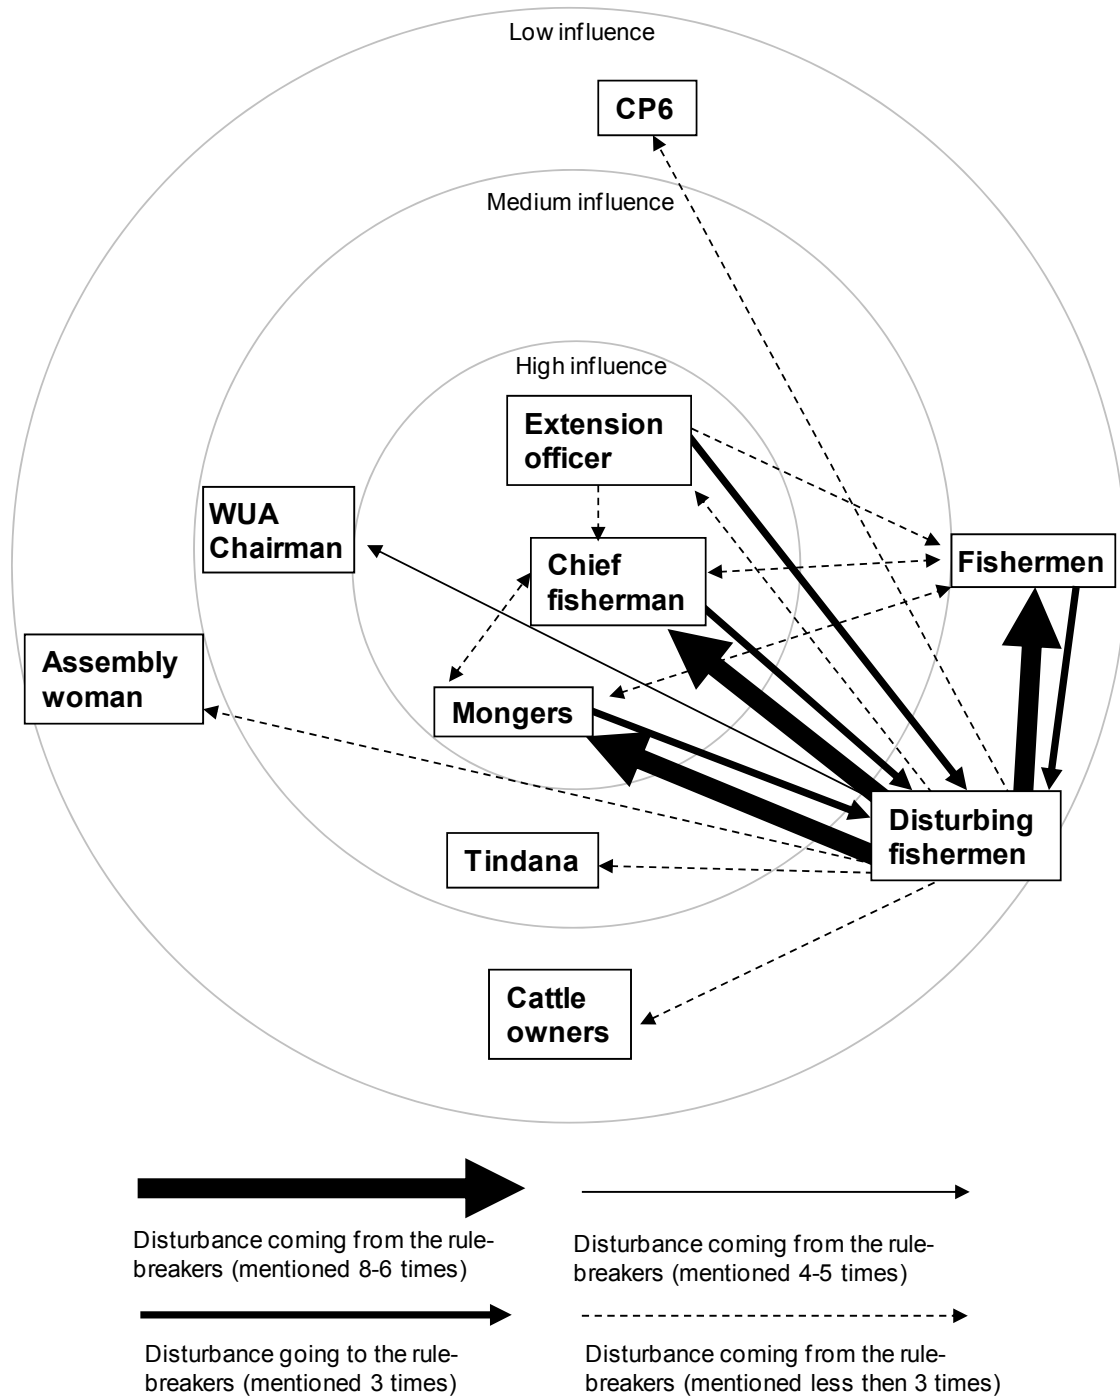 Low influence
CP6
Medium influence
High influence
Extension
officer
WUA
Chairman
Chief
fisherman
Fishermen
Assembly
woman
Mongers
Disturbing
fishermen
Tindana
Cattle
owners
Disturbance coming from the rule-
breakers (mentioned 8-6 times)
Disturbance coming from the rule-
breakers (mentioned 4-5 times)
Disturbance going to the rule-
breakers (mentioned 3 times)
Disturbance coming from the rule-
breakers (mentioned less then 3 times)